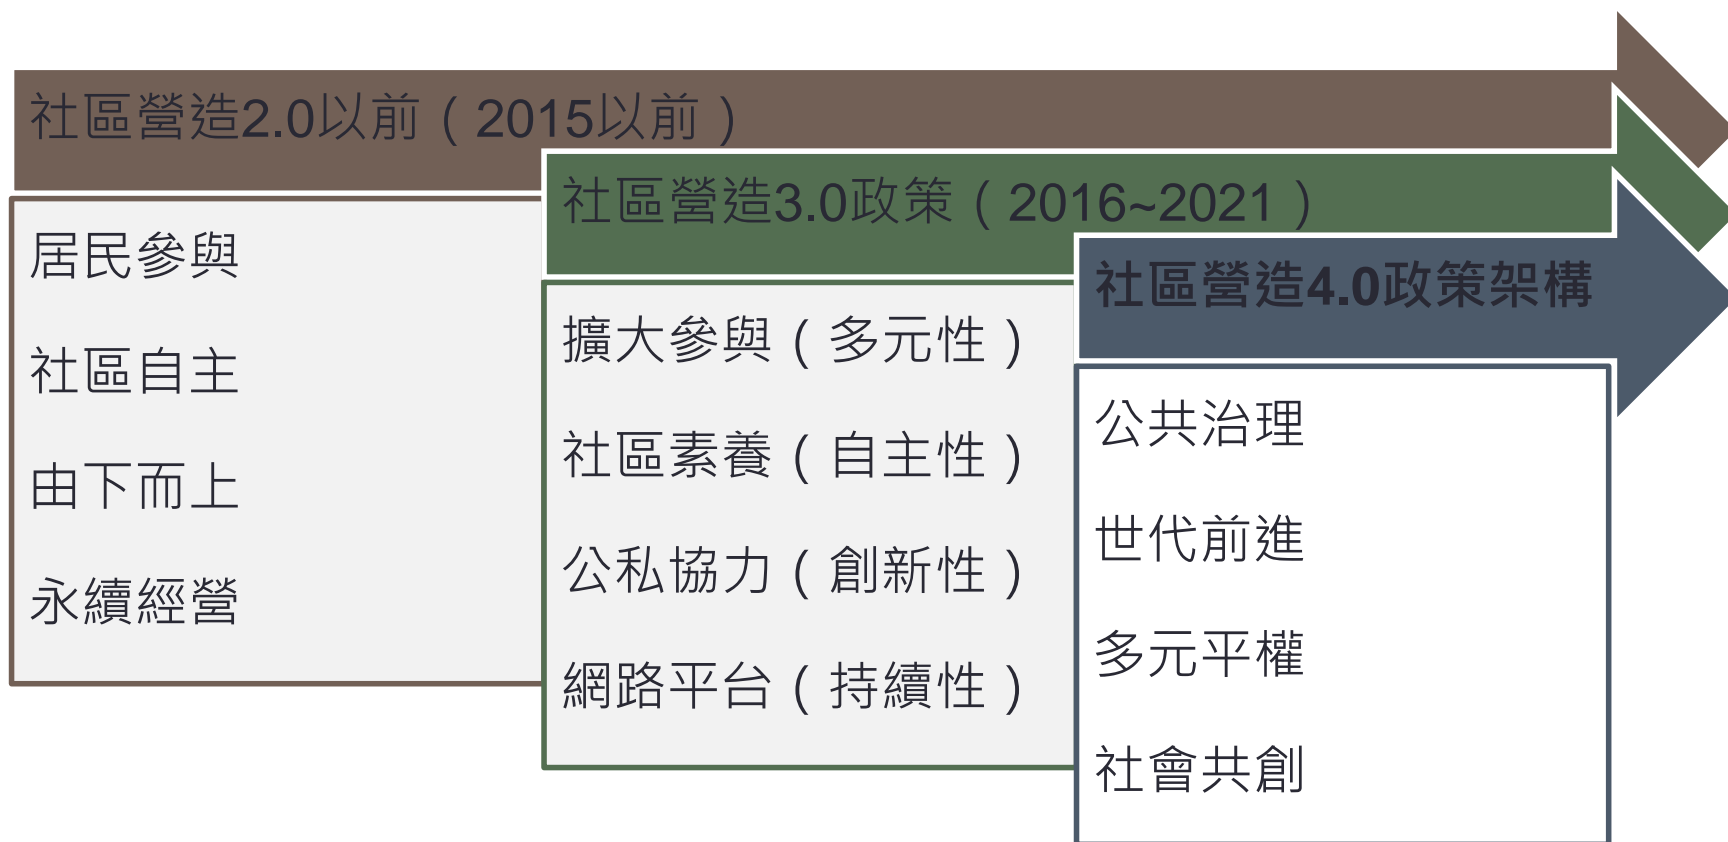 社區營造2.0以前（2015以前）
居民參與
社區自主
由下而上
永續經營
社區營造3.0政策（2016~2021）
擴大參與（多元性）
社區素養（自主性）
公私協力（創新性）
網路平台（持續性）
社區營造4.0政策架構
公共治理
世代前進
多元平權
社會共創